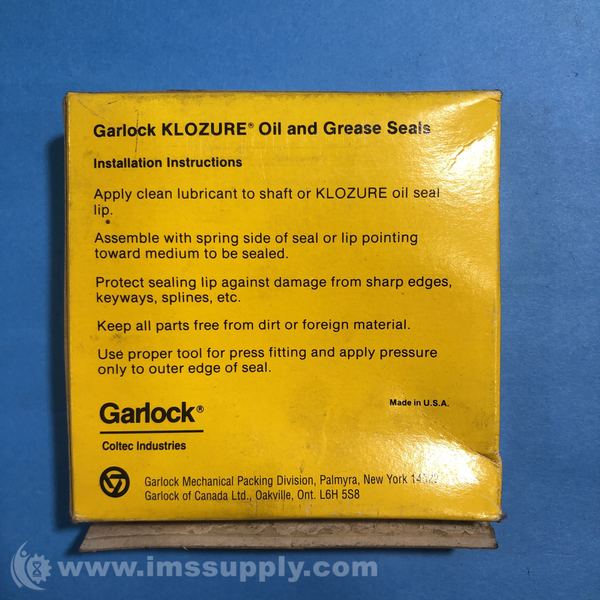 Garlock KLOZURE® Oil and Grease Seals
Installation Instructions
Apply clean lubricant to shaft or KLOZURE oil seal
lip.
Assemble with spring side of seal or lip pointing
toward medium to be sealed.
Protect sealing lip against damage from sharp edges,
keyways, splines, etc.
Keep all parts free from dirt or foreign material.
Use proper tool for press fitting and apply pressure
only to outer edge of seal.
Garlock®
Made in U.S.A.
Coltec Industries
Garlock Mechanical Packing Division, Palmyra, New York
Garlock of Canada Ltd., Oakville, Ont. L6H 5S8
www.imssupply.com